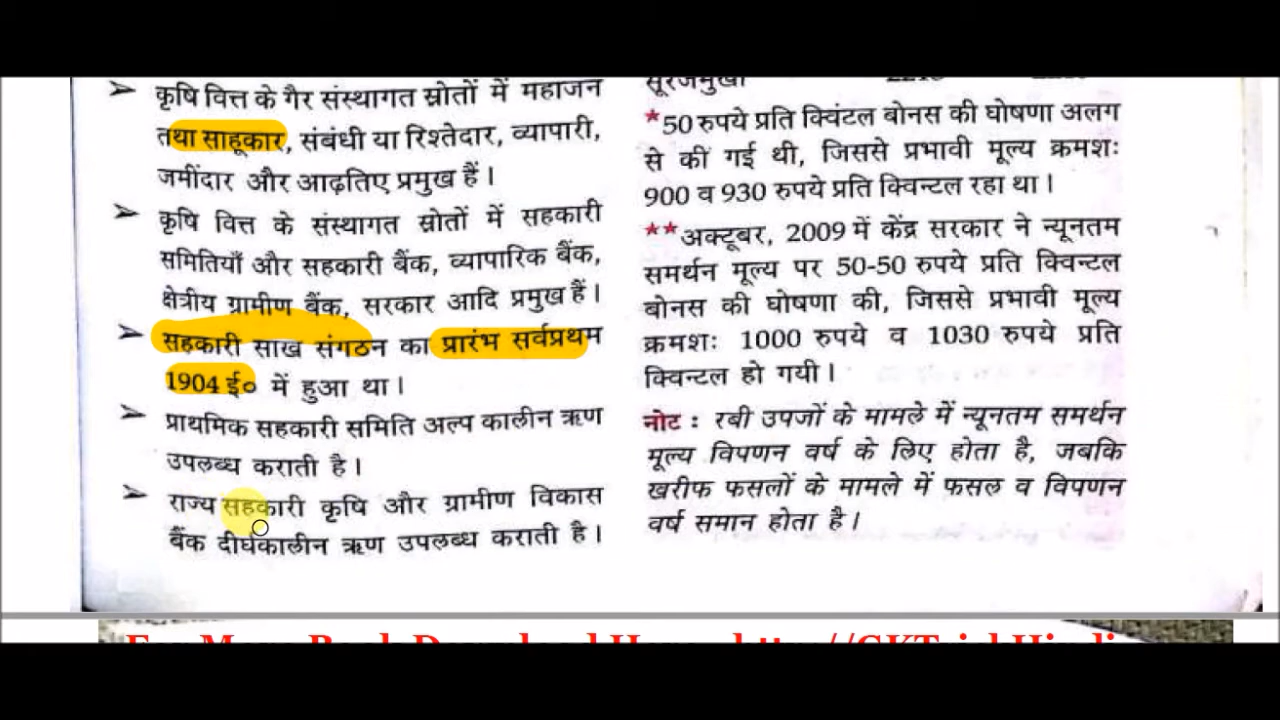 कृषि वित्त के गैर संस्थागत स्रोतों में महाजन
तथा साहूकार, संबंधी या रिश्तेदार, व्यापारी,
जमींदार और आढ़तिए प्रमुख हैं।
कृषि वित्त के संस्थागत स्रोतों में सहकारी
समितियाँ और सहकारी बैंक, व्यापारिक बैंक,
क्षेत्रीय ग्रामीण बैंक, सरकार आदि प्रमुख हैं।
सहकारी साख संगठन का प्रारंभ सर्वप्रथम
1904 ई० में हुआ था।
प्राथमिक सहकारी समिति अल्प कालीन ऋण
उपलब्ध कराती है।
राज्य सहकारी कृषि और ग्रामीण विकास
बैंक दीर्घकालीन ऋण उपलब्ध कराती है।
सूरजमुखी
*50 रुपये प्रति क्विंटल बोनस की घोषणा अलग
से की गई थी, जिससे प्रभावी मूल्य क्रमशः
900 व 930 रुपये प्रति क्विन्टल रहा था।
**अक्टूबर, 2009 में केंद्र सरकार ने न्यूनतम
समर्थन मूल्य पर 50-50 रुपये प्रति क्विन्टल
बोनस की घोषणा की, जिससे प्रभावी मूल्य
क्रमशः 1000 रुपये व 1030 रुपये प्रति
क्विन्टल हो गयी।
नोट : रबी उपजों के मामले में न्यूनतम समर्थन
मूल्य विपणन वर्ष के लिए होता है, जबकि
खरीफ फसलों के मामले में फसल व विपणन
वर्ष समान होता है।